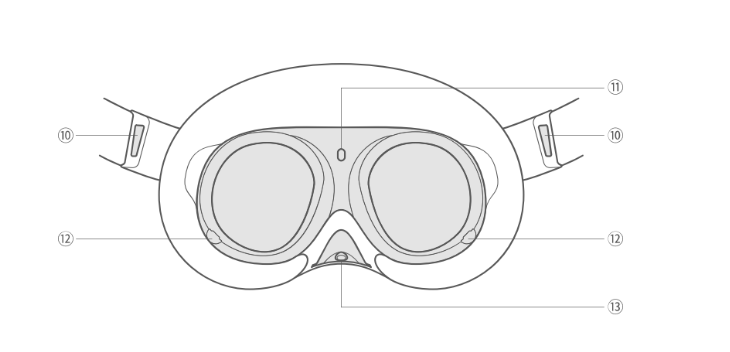 ⑪
⑩ ⑩
⑫ ⑫
⑬